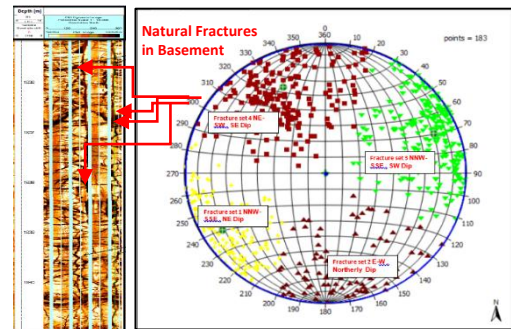 Depth (m)
Natural Fractures
in Basement
points = 183
360
350
340
330
320
310
300
290
280
270
260
250
240
230
220
210
200
190
180
170
160
150
140
130
120
110
100
90
80
70
60
50
40
30
20
10
Fracture set 4 NE-
SW, SE Dip
Fracture set 3 NNW-
SSE, SW Dip
Fracture set 1 NNW-
SSE, NE Dip
Fracture set 2 E-W
Northerly Dip
N